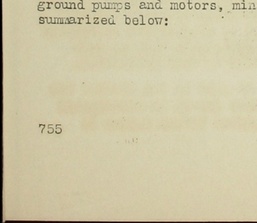 ground pumps and motors, min
summarized below:
755